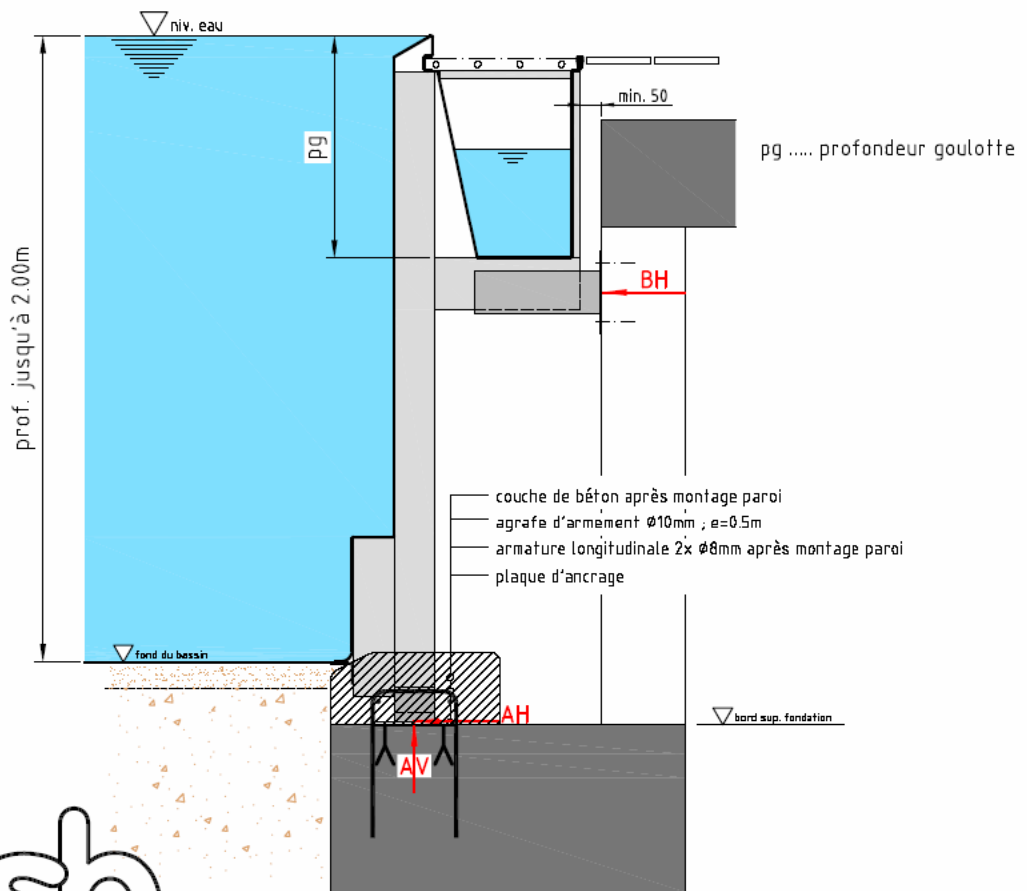 niv. eau
min. 50
pg
pg ..... profondeur goulotte
BH
prof. jusqu'à 2.00m
couche de béton après montage paroi
agrafe d'armement Ø10mm ; e=0.5m
armature longitudinale 2x Ø8mm après montage paroi
plaque d'ancrage
fond du bassin
AH
bord sup. fondation
AV